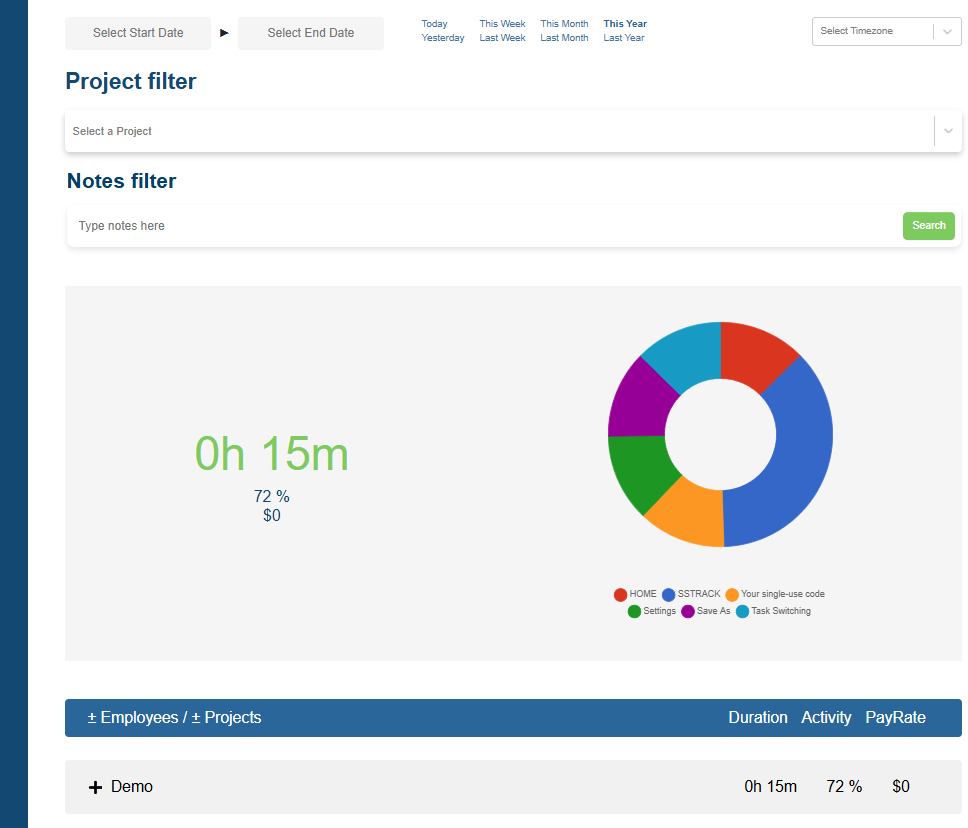 Select Start Date ▶ Select End Date
Today This Week This Month This Year
Yesterday Last Week Last Month Last Year
Select Timezone
Project filter
Select a Project
Notes filter
Type notes here
Search
0h 15m
72 %
$0
HOME SSTRACK Your single-use code
Settings Save As Task Switching
± Employees / ± Projects Duration Activity PayRate
+ Demo 0h 15m 72 % $0